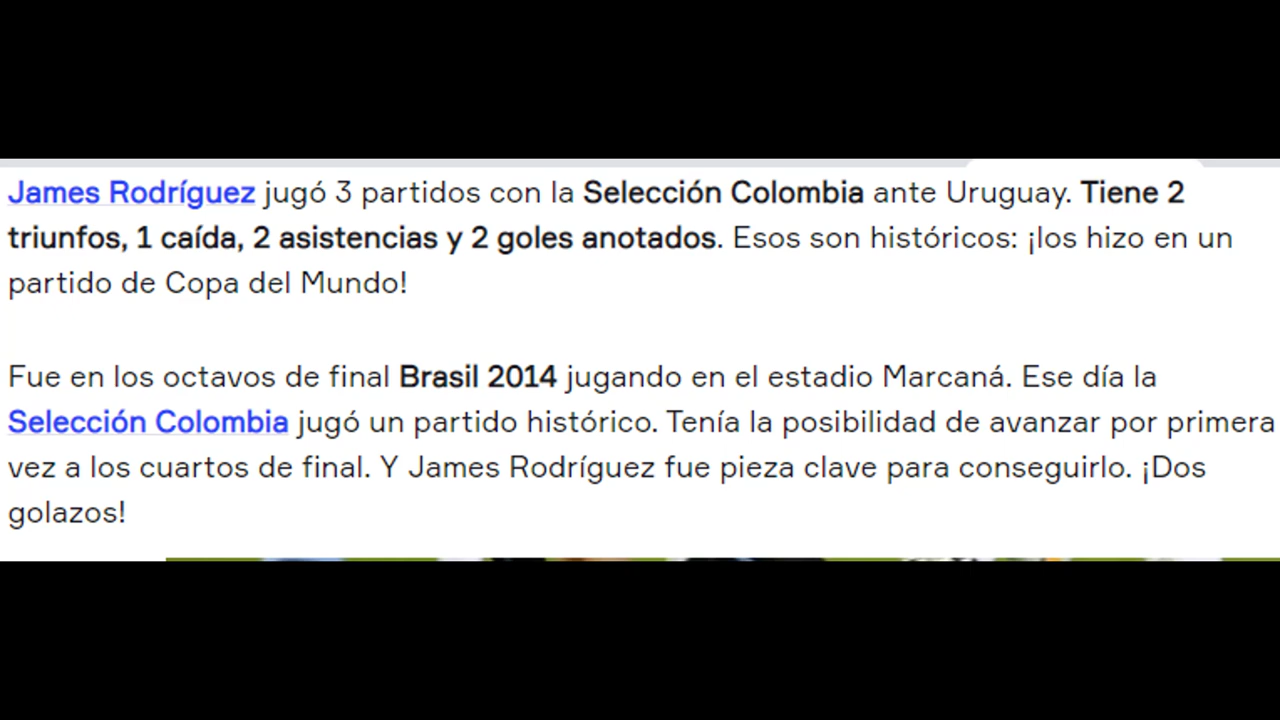 James Rodríguez jugó 3 partidos con la Selección Colombia ante Uruguay. Tiene 2
triunfos, 1 caída, 2 asistencias y 2 goles anotados. Esos son históricos: ¡los hizo en un
partido de Copa del Mundo!
Fue en los octavos de final Brasil 2014 jugando en el estadio Marcaná. Ese día la
Selección Colombia jugó un partido histórico. Tenía la posibilidad de avanzar por primera
vez a los cuartos de final. Y James Rodríguez fue pieza clave para conseguirlo. ¡Dos
golazos!